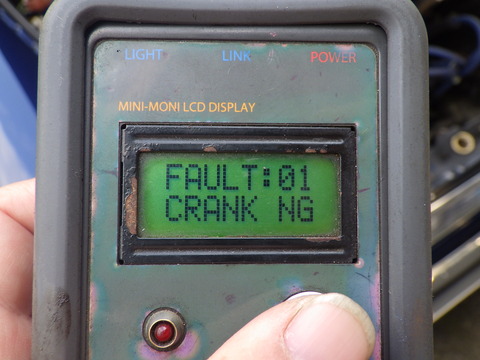 LIGHT LINK POWER
MINI-MONI LCD DISPLAY
FAULT:01
CRANK NG